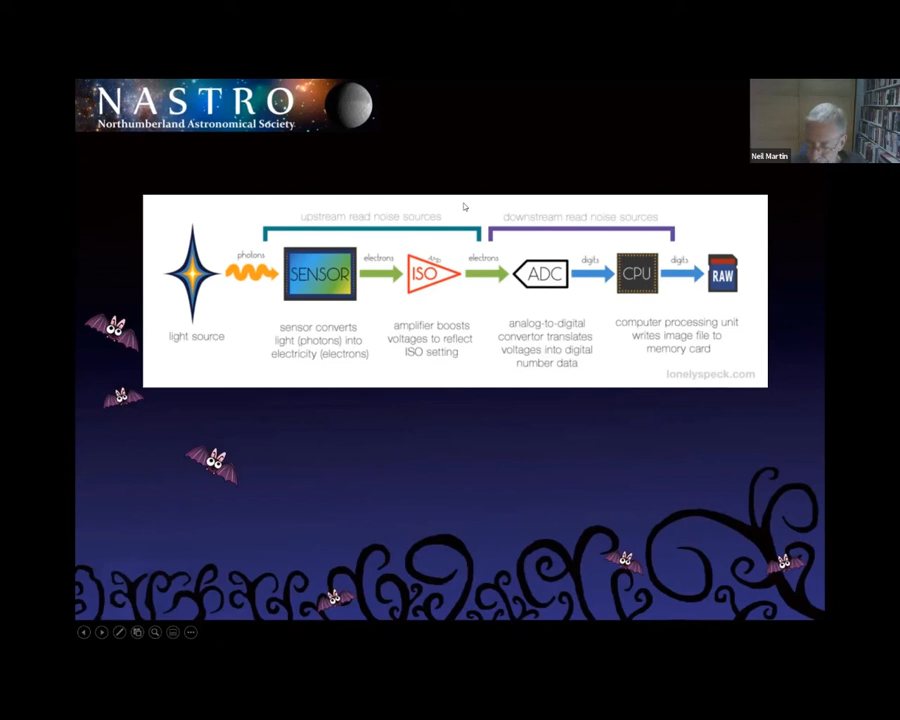 NASTRO
Northumberland Astronomical Society
Neil Martin
upstream read noise sources
downstream read noise sources
photons
SENSOR
electrons
ISO
electrons
ADC
digits
CPU
digits
RAW
light source
sensor converts
light (photons) into
electricity (electrons)
amplifier boosts
voltages to reflect
ISO setting
analog-to-digital
convertor translates
voltages into digital
number data
computer processing unit
writes image file to
memory card
lonelyspeck.com